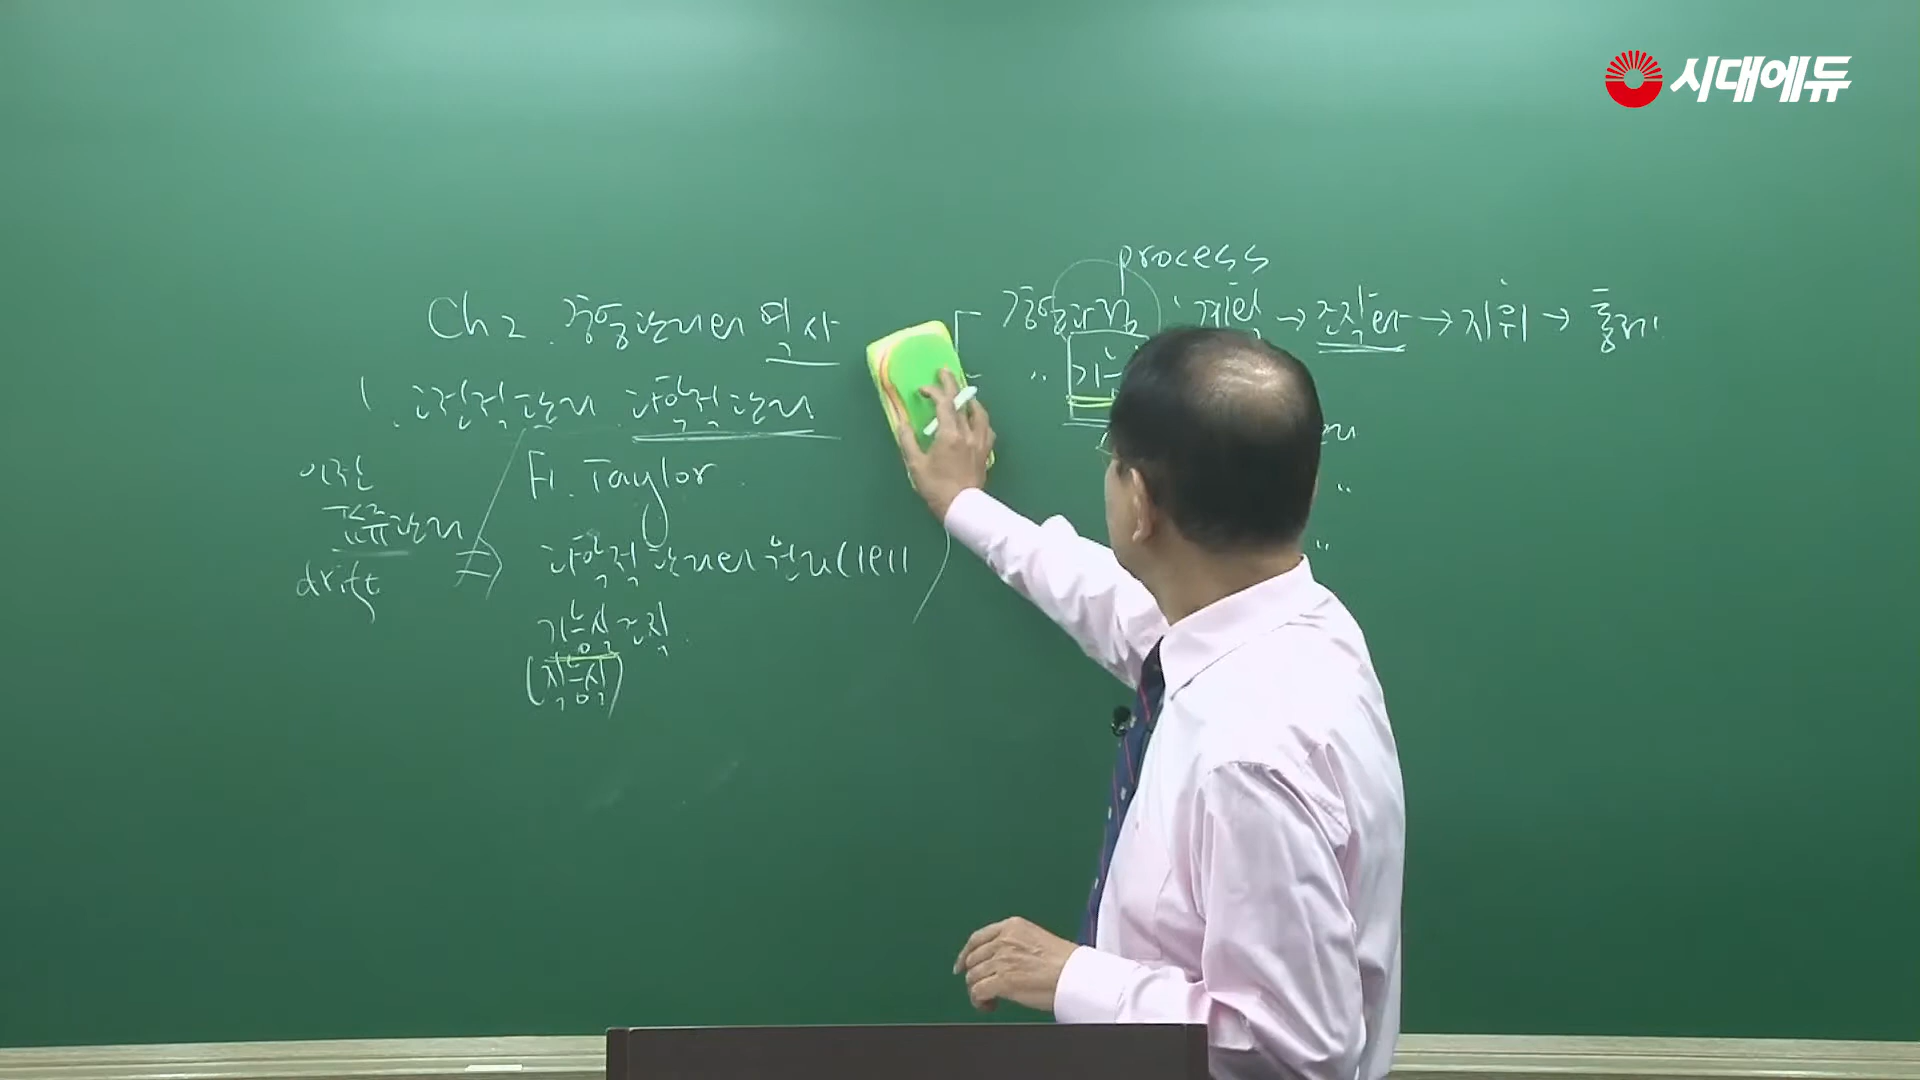 시대에듀
process
Ch 2. 경영관리의 역사
경영과정 계획 → 조직화 → 지휘 → 통제
" 기능
1. 고전적관리 과학적관리
이전
표류관리
drift
F. Taylor.
"
"
과학적 관리의 원리(1911
기능식조직.
(직능식)